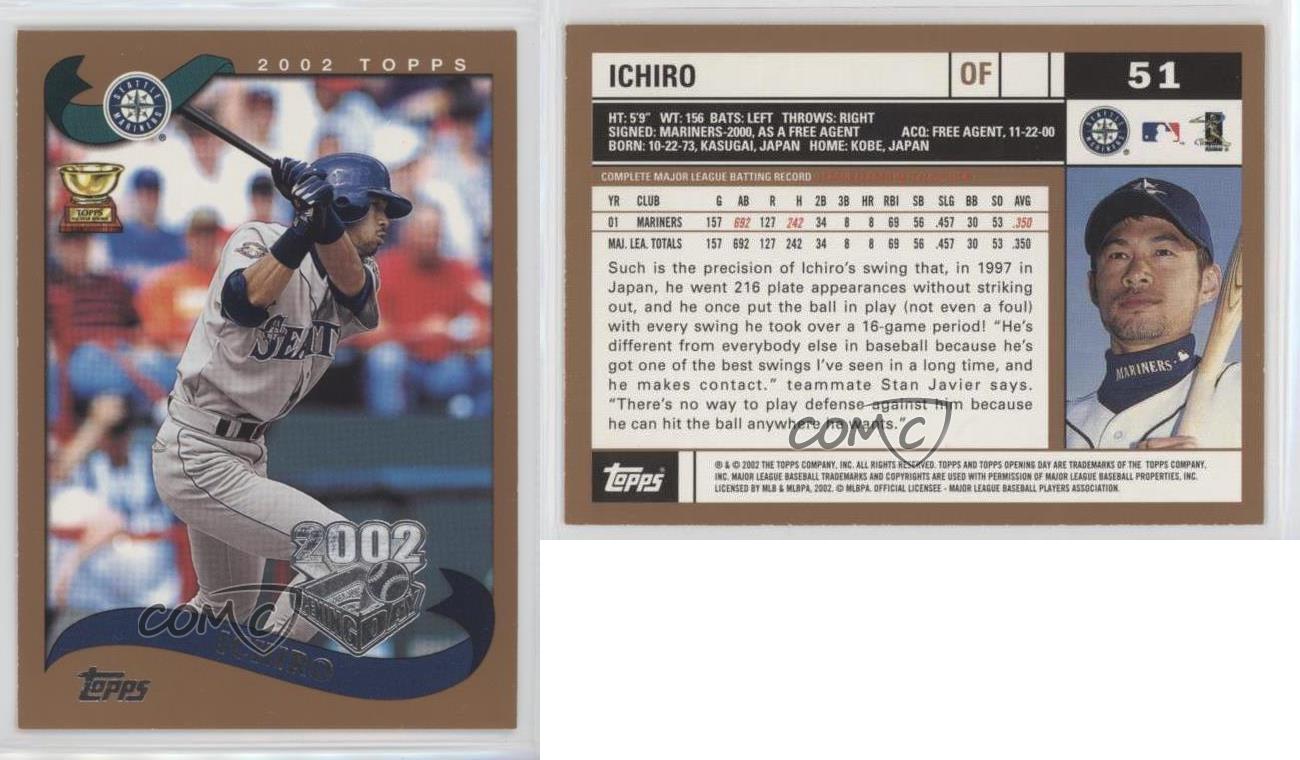 2002 TOPPS
SEATTLE
MARINERS
TOPPS
SEAT
2002
OPENING DAY
COMC
ICHIRO
Topps
ICHIRO
OF
51
HT: 5'9" WT: 156 BATS: LEFT THROWS: RIGHT
SIGNED: MARINERS-2000, AS A FREE AGENT ACQ: FREE AGENT, 11-22-00
BORN: 10-22-73, KASUGAI, JAPAN HOME: KOBE, JAPAN
COMPLETE MAJOR LEAGUE BATTING RECORD
YR CLUB G AB R H 2B 3B HR RBI SB SLG BB SO AVG
01 MARINERS 157 692 127 242 34 8 8 69 56 .457 30 53 .350
MAJ. LEA. TOTALS 157 692 127 242 34 8 8 69 56 .457 30 53 .350
Such is the precision of Ichiro's swing that, in 1997 in
Japan, he went 216 plate appearances without striking
out, and he once put the ball in play (not even a foul)
with every swing he took over a 16-game period! "He's
different from everybody else in baseball because he's
got one of the best swings I've seen in a long time, and
he makes contact." teammate Stan Javier says.
"There's no way to play defense against him because
he can hit the ball anywhere he wants."
MARINERS
COMC
Topps
® & © 2002 THE TOPPS COMPANY, INC. ALL RIGHTS RESERVED. TOPPS AND TOPPS OPENING DAY ARE TRADEMARKS OF THE TOPPS COMPANY,
INC. MAJOR LEAGUE BASEBALL TRADEMARKS AND COPYRIGHTS ARE USED WITH PERMISSION OF MAJOR LEAGUE BASEBALL PROPERTIES, INC.
LICENSED BY MLB & MLBPA, 2002. © MLBPA. OFFICIAL LICENSEE - MAJOR LEAGUE BASEBALL PLAYERS ASSOCIATION.